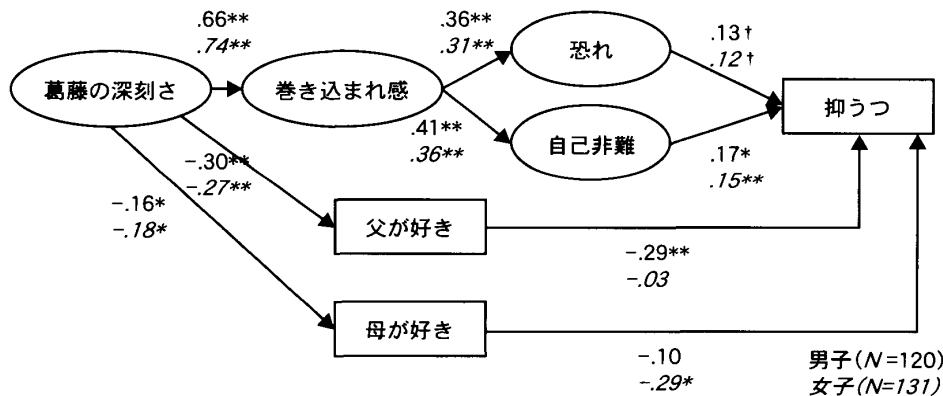 .66**
.74**
.36**
.31**
恐れ
.13†
.12†
葛藤の深刻さ
巻き込まれ感
抑うつ
.41**
.36**
自己非難
.17*
.15**
-.30**
-.27**
-.16*
-.18*
父が好き
-.29**
-.03
母が好き
-.10
-.29*
男子(N=120)
女子(N=131)